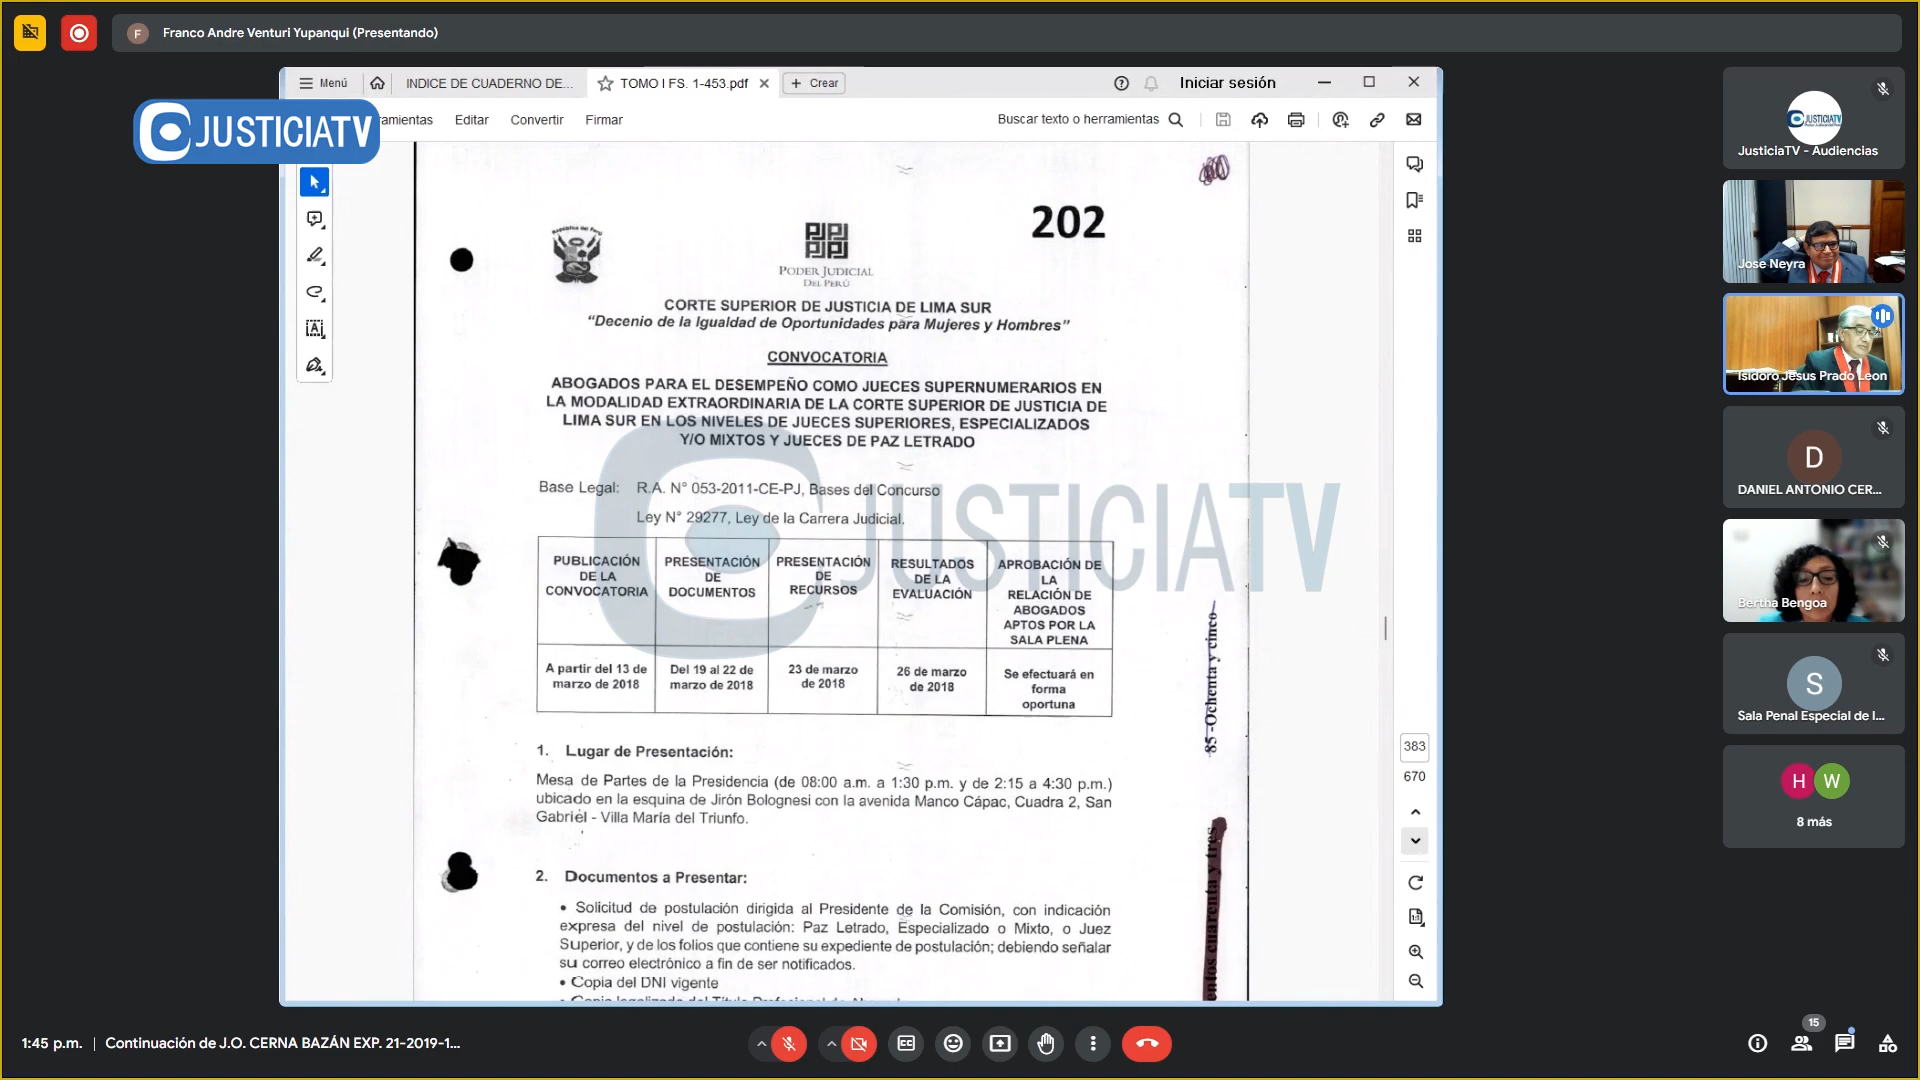 F Franco Andre Venturi Yupanqui (Presentando)
Menú
INDICE DE CUADERNO DE...
TOMO I FS. 1-453.pdf
Crear
Iniciar sesión
JUSTICIATV
ramientas
Editar
Convertir
Firmar
Buscar texto o herramientas
202
República del Perú
PODER JUDICIAL
DEL PERÚ
CORTE SUPERIOR DE JUSTICIA DE LIMA SUR
“Decenio de la Igualdad de Oportunidades para Mujeres y Hombres”
CONVOCATORIA
ABOGADOS PARA EL DESEMPEÑO COMO JUECES SUPERNUMERARIOS EN
LA MODALIDAD EXTRAORDINARIA DE LA CORTE SUPERIOR DE JUSTICIA DE
LIMA SUR EN LOS NIVELES DE JUECES SUPERIORES, ESPECIALIZADOS
Y/O MIXTOS Y JUECES DE PAZ LETRADO
Base Legal: R.A. N° 053-2011-CE-PJ, Bases del Concurso
Ley N° 29277, Ley de la Carrera Judicial.
JUSTICIATV
PUBLICACIÓN
DE LA
CONVOCATORIA
PRESENTACIÓN
DE
DOCUMENTOS
PRESENTACIÓN
DE
RECURSOS
RESULTADOS
DE LA
EVALUACIÓN
APROBACIÓN DE
LA
RELACIÓN DE
ABOGADOS
APTOS POR LA
SALA PLENA
A partir del 13 de
marzo de 2018
Del 19 al 22 de
marzo de 2018
23 de marzo
de 2018
26 de marzo
de 2018
Se efectuará en
forma
oportuna
1. Lugar de Presentación:
Mesa de Partes de la Presidencia (de 08:00 a.m. a 1:30 p.m. y de 2:15 a 4:30 p.m.)
ubicado en la esquina de Jirón Bolognesi con la avenida Manco Cápac, Cuadra 2, San
Gabriel - Villa María del Triunfo.
2. Documentos a Presentar:
• Solicitud de postulación dirigida al Presidente de la Comisión, con indicación
expresa del nivel de postulación: Paz Letrado, Especializado o Mixto, o Juez
Superior, y de los folios que contiene su expediente de postulación; debiendo señalar
su correo electrónico a fin de ser notificados.
• Copia del DNI vigente
85 -Ochenta y cinco
entos cuarenta y tres
383
670
JUSTICIATV
JusticiaTV - Audiencias
José Neyra
Isidoro Jesus Prado Leon
D
DANIEL ANTONIO CER...
Bertha Bengoa
S
Sala Penal Especial de l...
H W
8 más
1:45 p.m. | Continuación de J.O. CERNA BAZÁN EXP. 21-2019-1...
15